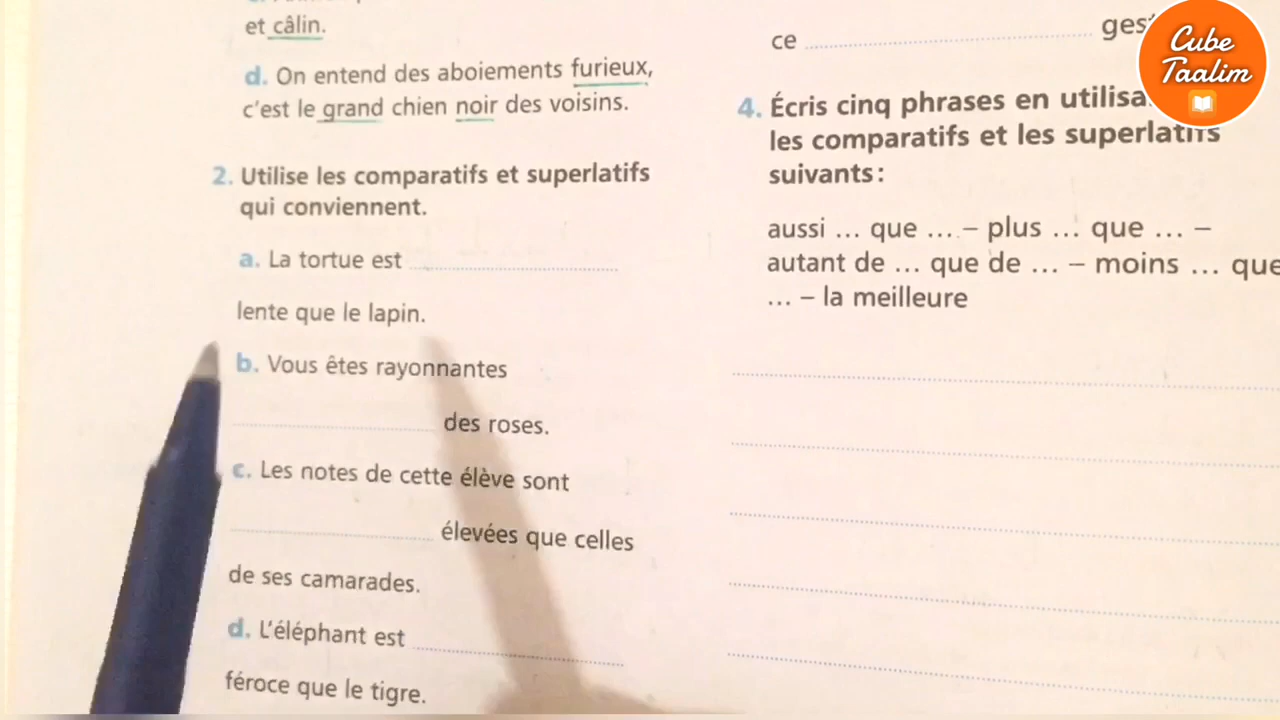 et câlin.
d. On entend des aboiements furieux,
c'est le grand chien noir des voisins.
2. Utilise les comparatifs et superlatifs
qui conviennent.
a. La tortue est
lente que le lapin.
b. Vous êtes rayonnantes
des roses.
c. Les notes de cette élève sont
élevées que celles
de ses camarades.
d. L'éléphant est
féroce que le tigre.
ce
4. Écris cinq phrases en
les comparatifs et les superlatifs
suivants :
aussi ... que ... – plus ... que ... –
autant de ... que de ... – moins ... que
... – la meilleure
Cube
Taalim